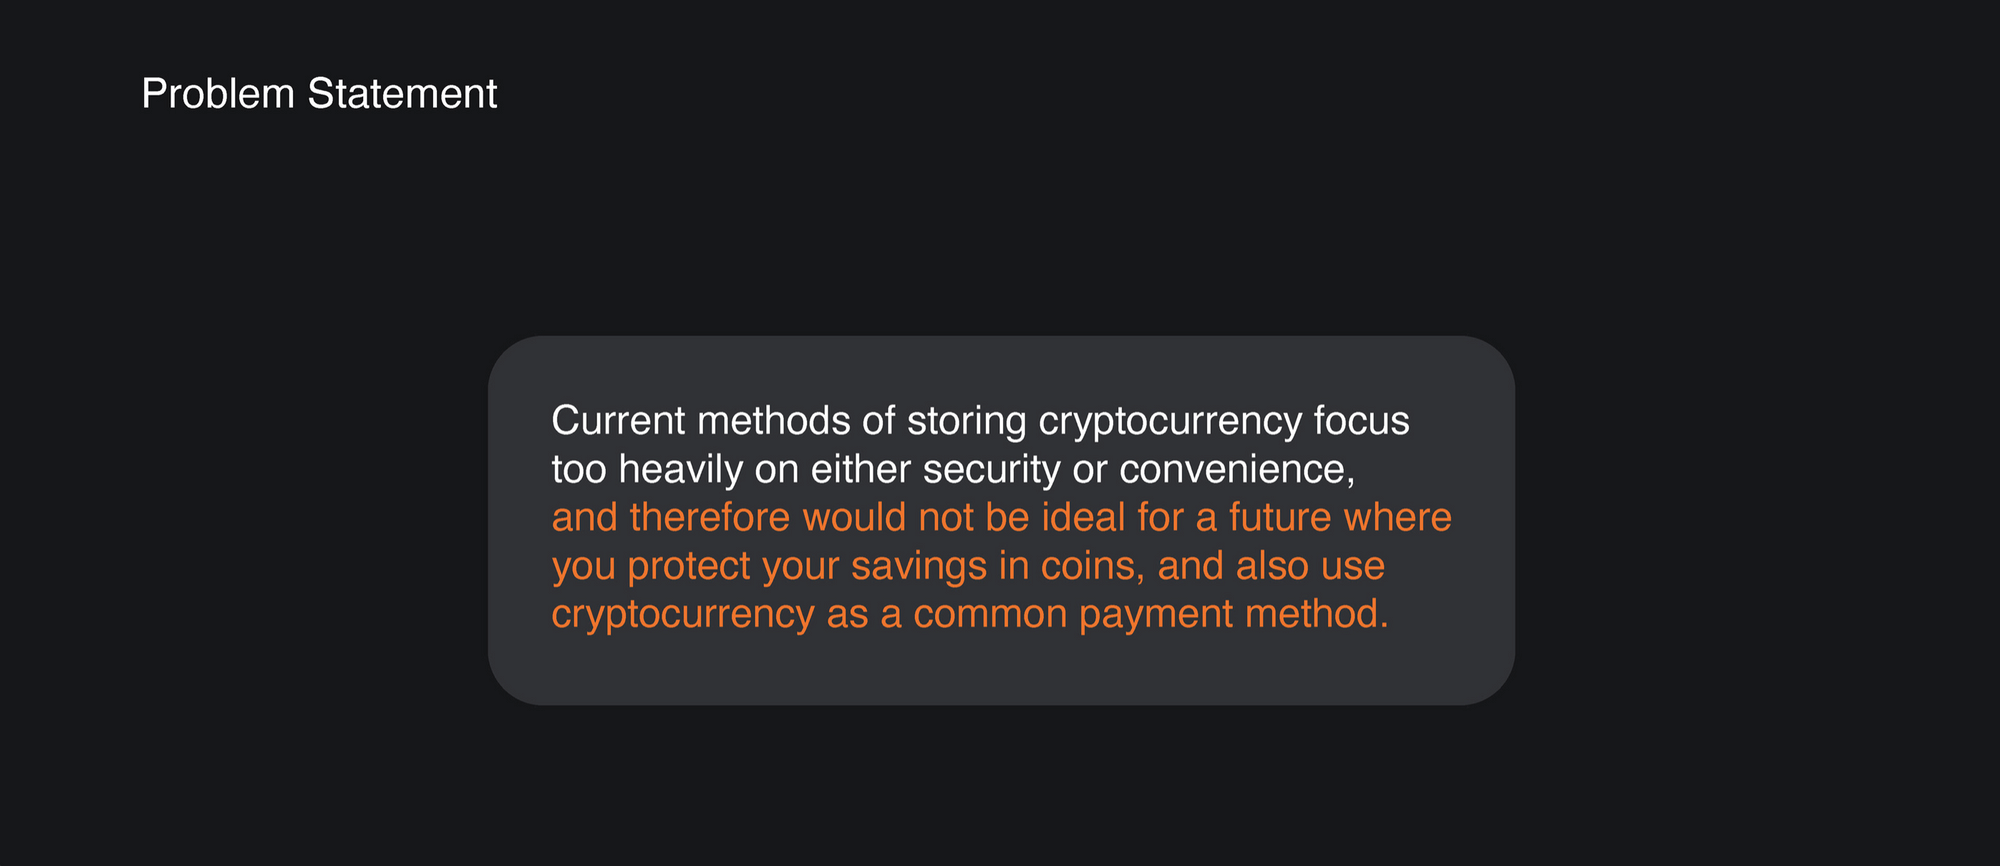 Problem Statement
Current methods of storing cryptocurrency focus
too heavily on either security or convenience,
and therefore would not be ideal for a future where
you protect your savings in coins, and also use
cryptocurrency as a common payment method.